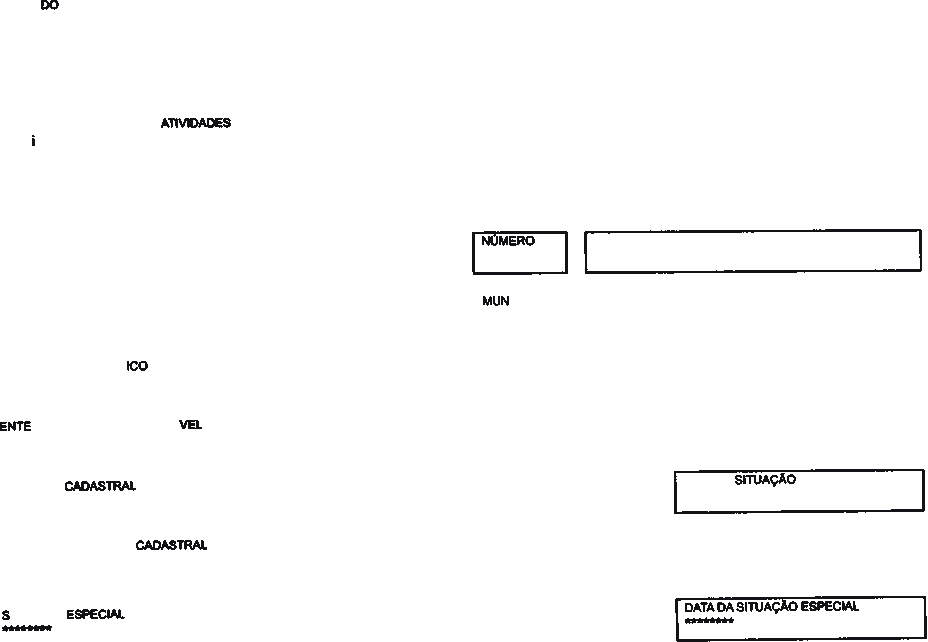 DO
ATIVIDADES
i
NÚMERO
MUN
ICO
ENTE VEL
CADASTRAL SITUAÇÃO
CADASTRAL
S ESPECIAL DATA DA SITUAÇÃO ESPECIAL
******** ********